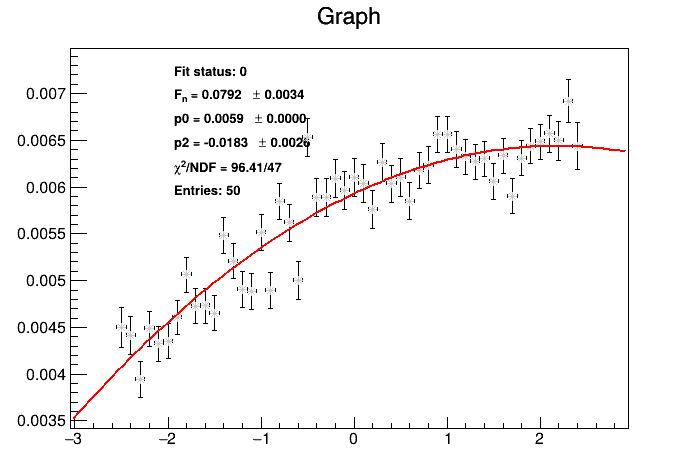 Graph
Fit status: 0
Fn = 0.0792 ± 0.0034
p0 = 0.0059 ± 0.0000
p2 = -0.0183 ± 0.0026
χ²/NDF = 96.41/47
Entries: 50
0.007
0.0065
0.006
0.0055
0.005
0.0045
0.004
0.0035
−3 −2 −1 0 1 2